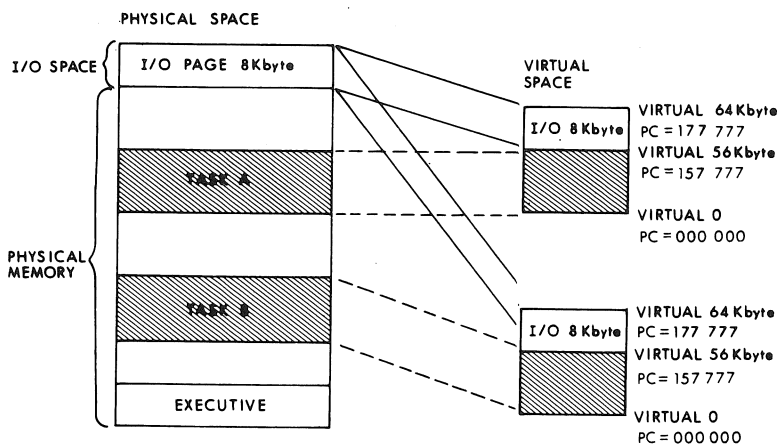 PHYSICAL SPACE
I/O SPACE
I/O PAGE 8Kbyte
PHYSICAL
MEMORY
TASK A
TASK B
EXECUTIVE
VIRTUAL
SPACE
I/O 8Kbyte
VIRTUAL 64Kbyte
PC=177 777
VIRTUAL 56Kbyte
PC=157 777
VIRTUAL 0
PC=000 000
I/O 8Kbyte
VIRTUAL 64Kbyte
PC=177 777
VIRTUAL 56Kbyte
PC=157 777
VIRTUAL 0
PC=000 000